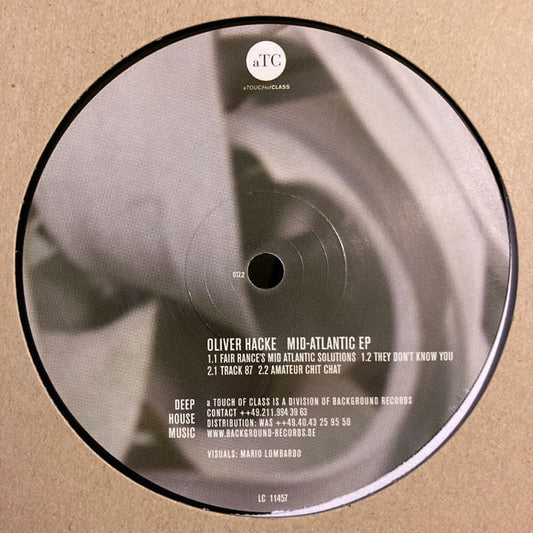 aTC
aTOUCHofCLASS
017.2
OLIVER HACKE MID-ATLANTIC EP
1.1 FAIR RANCE'S MID ATLANTIC SOLUTIONS 1.2 THEY DON'T KNOW YOU
2.1 TRACK 87 2.2 AMATEUR CHIT CHAT
DEEP a TOUCH OF CLASS IS A DIVISION OF BACKGROUND RECORDS
CONTACT ++49.211.994 39 63
HOUSE DISTRIBUTION: WAS ++49.40.43 25 95 50
MUSIC WWW.BACKGROUND-RECORDS.DE
VISUALS: MARIO LOMBARDO
LC 11457